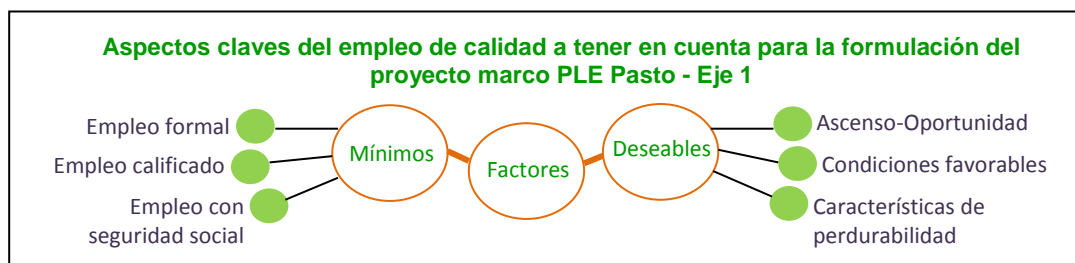 Aspectos claves del empleo de calidad a tener en cuenta para la formulación del
proyecto marco PLE Pasto - Eje 1
Empleo formal
Empleo calificado
Empleo con
seguridad social
Mínimos
Factores
Deseables
Ascenso-Oportunidad
Condiciones favorables
Características de
perdurabilidad